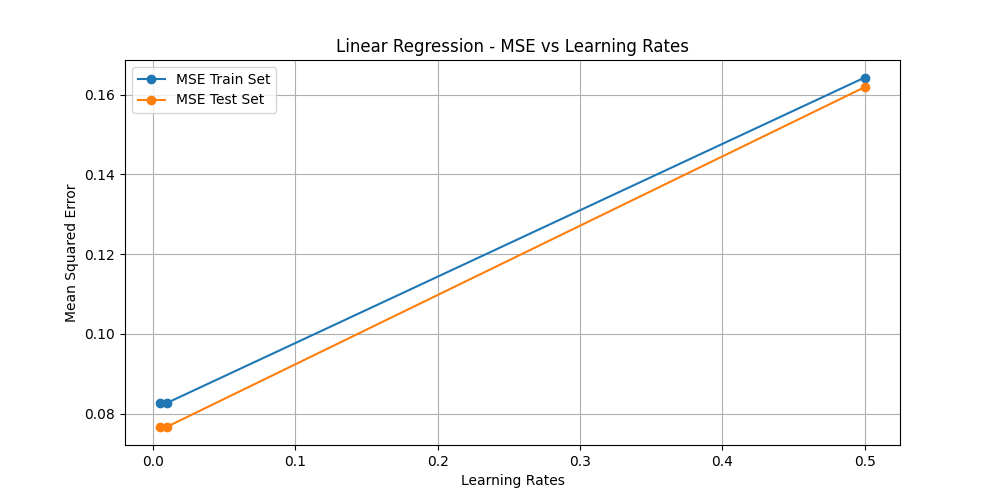 Linear Regression - MSE vs Learning Rates
MSE Train Set
MSE Test Set
Mean Squared Error
0.16
0.14
0.12
0.10
0.08
0.0 0.1 0.2 0.3 0.4 0.5
Learning Rates